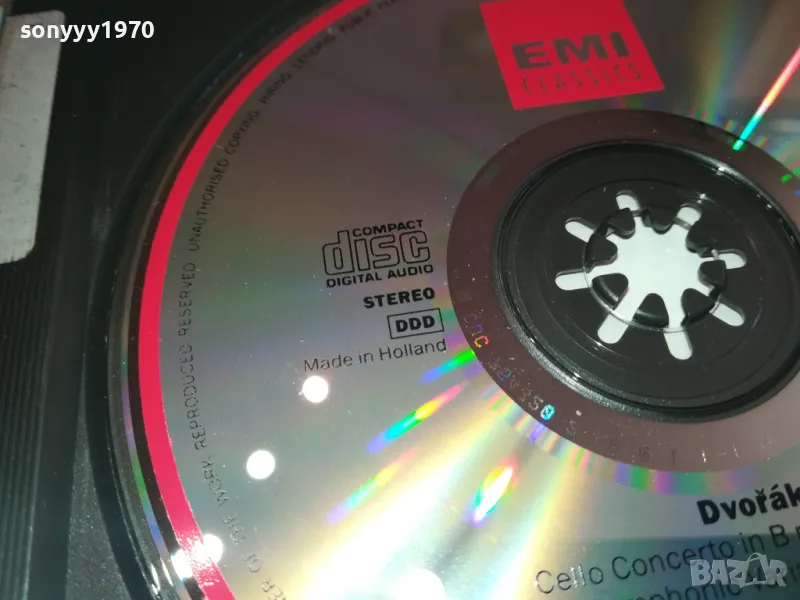 sonyyy1970
EMI
CLASSICS
COMPACT
disc
DIGITAL AUDIO
STEREO
DDD
Made in Holland
REPRODUCED RESERVED. UNAUTHORISED COPYING, HIRING, LENDING, PUBLIC
Dvořák
Cello Concerto in B
BAZAR